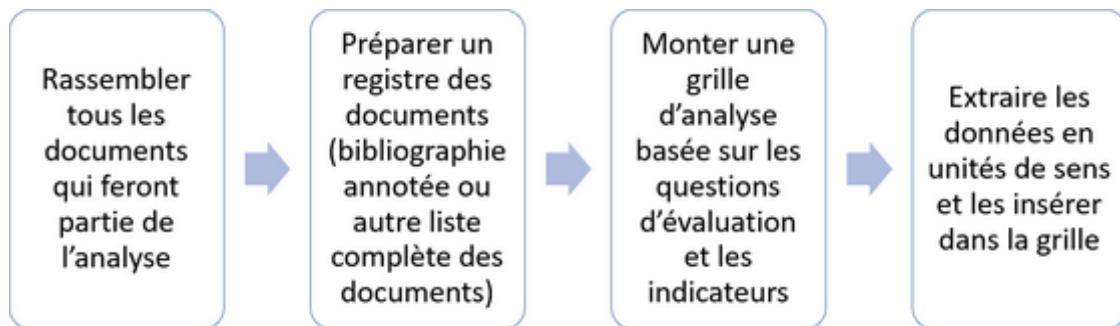 Rassembler
tous les
documents
qui feront
partie de
l'analyse
Préparer un
registre des
documents
(bibliographie
annotée ou
autre liste
complète des
documents)
Monter une
grille
d'analyse
basée sur les
questions
d'évaluation
et les
indicateurs
Extraire les
données en
unités de sens
et les insérer
dans la grille